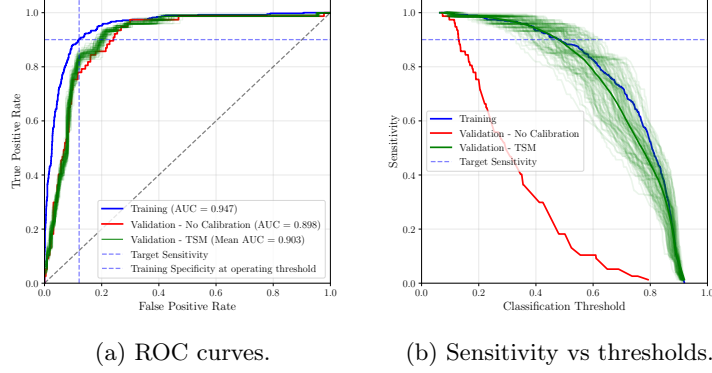 1.0
0.8
0.6
0.4
0.2
0.0
True Positive Rate
Training (AUC = 0.947)
Validation - No Calibration (AUC = 0.898)
Validation - TSM (Mean AUC = 0.903)
Target Sensitivity
Training Specificity at operating threshold
0.0 0.2 0.4 0.6 0.8 1.0
False Positive Rate
(a) ROC curves.
1.0
0.8
0.6
0.4
0.2
0.0
Sensitivity
Training
Validation - No Calibration
Validation - TSM
Target Sensitivity
0.0 0.2 0.4 0.6 0.8 1.0
Classification Threshold
(b) Sensitivity vs thresholds.